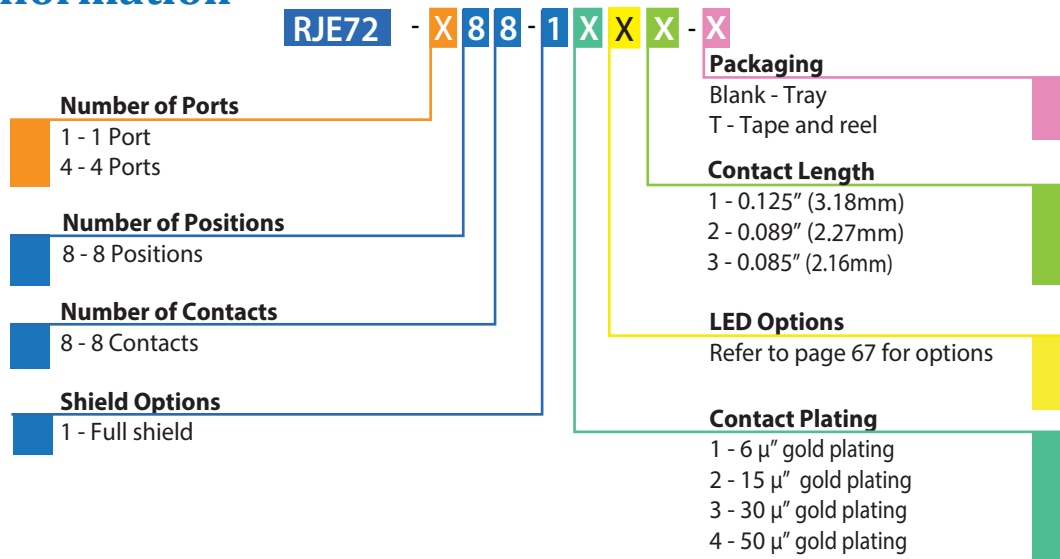 RJE72 - X 8 8 - 1 X X X - X
Number of Ports
1 - 1 Port
4 - 4 Ports
Number of Positions
8 - 8 Positions
Number of Contacts
8 - 8 Contacts
Shield Options
1 - Full shield
Packaging
Blank - Tray
T - Tape and reel
Contact Length
1 - 0.125” (3.18mm)
2 - 0.089” (2.27mm)
3 - 0.085” (2.16mm)
LED Options
Refer to page 67 for options
Contact Plating
1 - 6 µ” gold plating
2 - 15 µ” gold plating
3 - 30 µ” gold plating
4 - 50 µ” gold plating